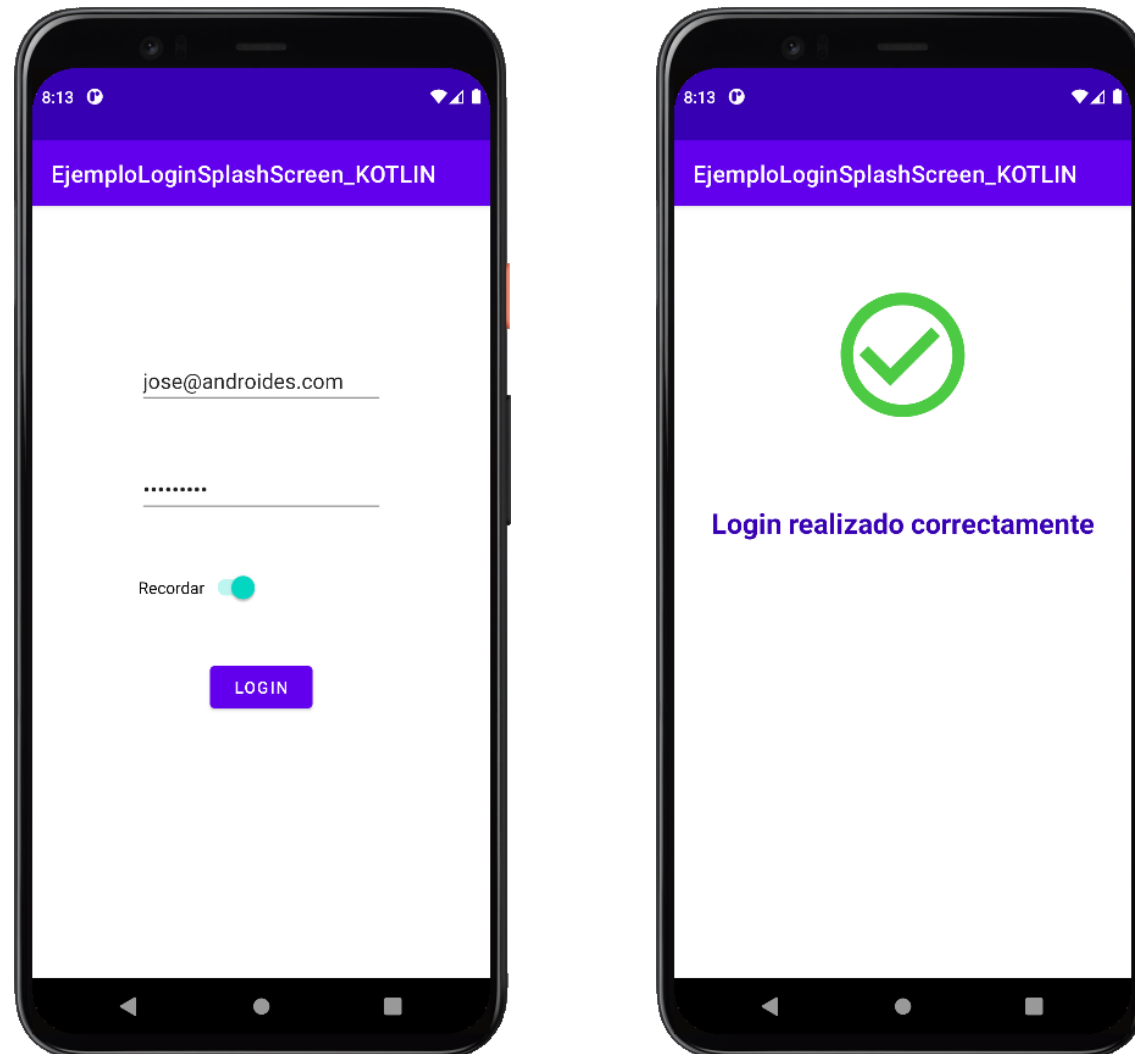 8:13
EjemploLoginSplashScreen_KOTLIN
jose@androides.com
•••••••••
Recordar
LOGIN
8:13
EjemploLoginSplashScreen_KOTLIN
Login realizado correctamente